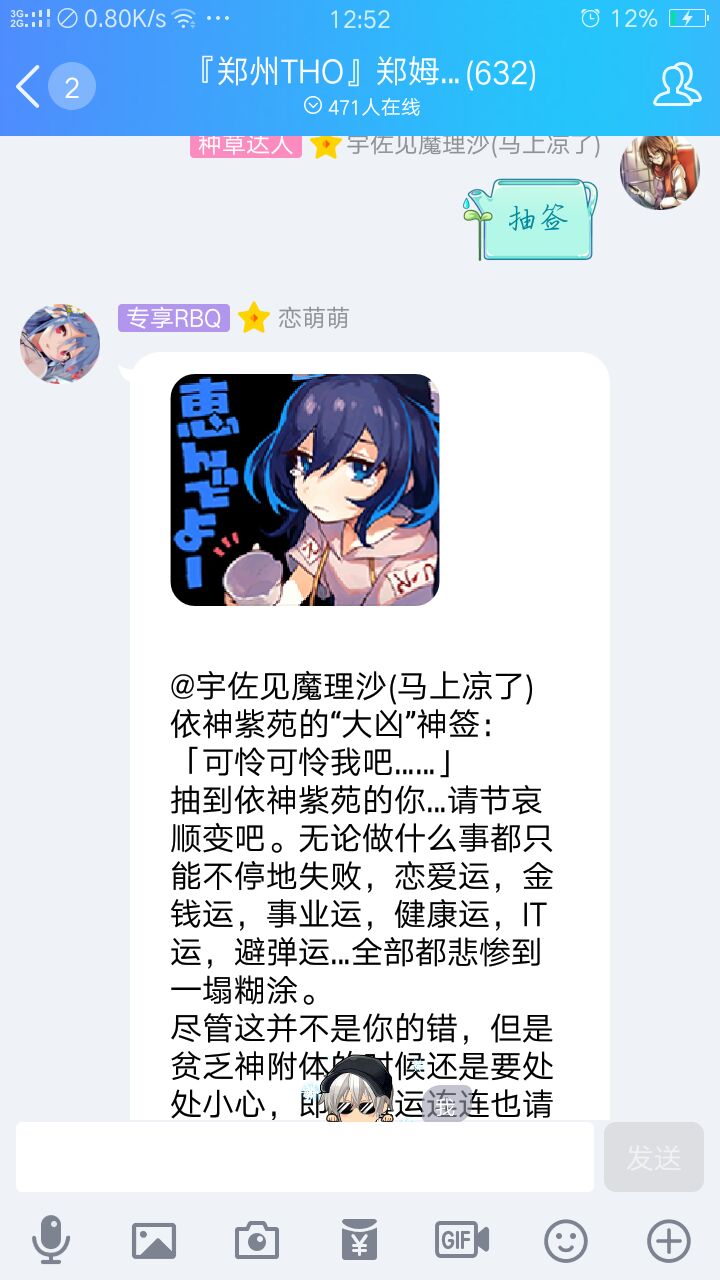 3G
2G
0.80K/s
12:52
12%
2
『郑州THO』郑姆...(632)
471人在线
种草达人
宇佐见魔理沙(马上凉了)
抽签
专享RBQ
恋萌萌
恵んでよー
@宇佐见魔理沙(马上凉了)
依神紫苑的“大凶”神签：
「可怜可怜我吧……」
抽到依神紫苑的你...请节哀
顺变吧。无论做什么事都只
能不停地失败，恋爱运，金
钱运，事业运，健康运，IT
运，避弹运...全部都悲惨到
一塌糊涂。
尽管这并不是你的错，但是
贫乏神附体的时候还是要处
处小心，即 运连连也请
我
发送
¥
GIF